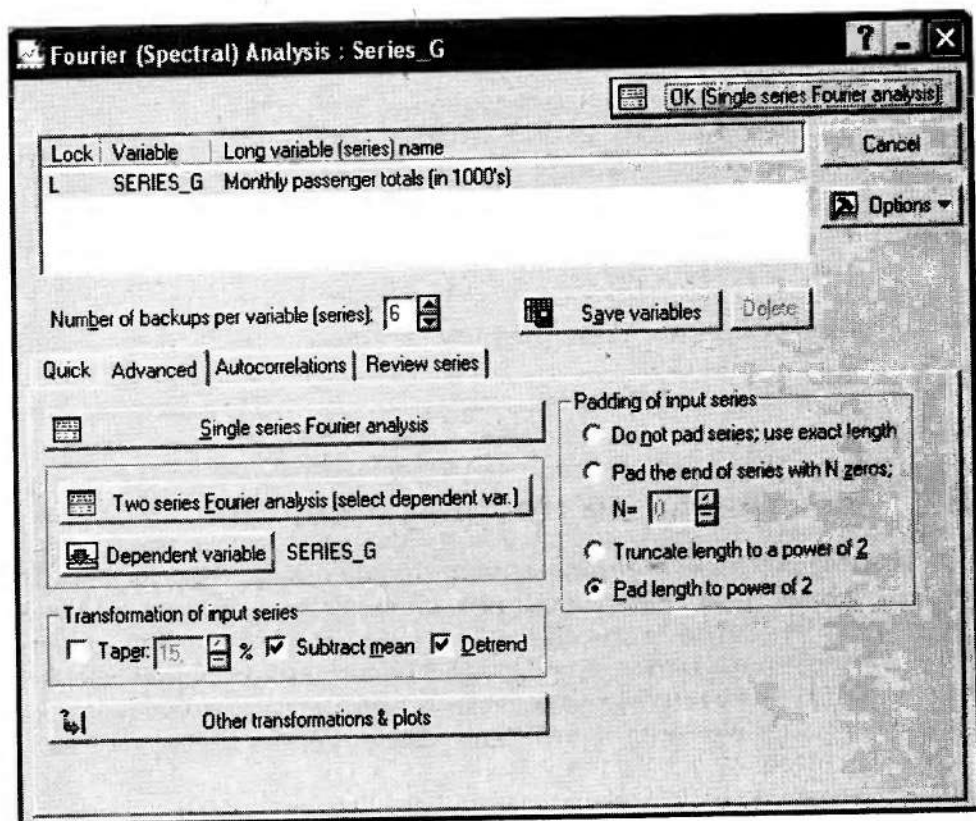 Fourier (Spectral) Analysis : Series_G
OK (Single series Fourier analysis)
Lock Variable Long variable (series) name
L SERIES_G Monthly passenger totals (in 1000's)
Cancel
Options
Number of backups per variable (series): 6
Save variables
Delete
Quick Advanced Autocorrelations Review series
Single series Fourier analysis
Two series Fourier analysis (select dependent var.)
Dependent variable SERIES_G
Transformation of input series
Taper: 15. % Subtract mean Detrend
Other transformations & plots
Padding of input series
Do not pad series; use exact length
Pad the end of series with N zeros;
N= 0
Truncate length to a power of 2
Pad length to power of 2